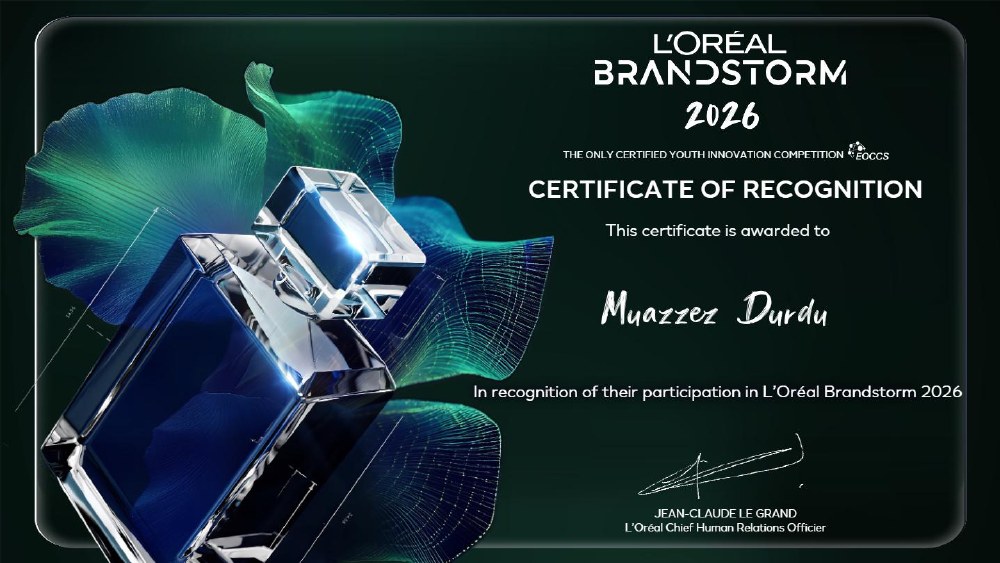 L'ORÉAL
BRANDSTORM
2026
THE ONLY CERTIFIED YOUTH INNOVATION COMPETITION EOCCS
CERTIFICATE OF RECOGNITION
This certificate is awarded to
Muazzez Durdu
In recognition of their participation in L'Oréal Brandstorm 2026
JEAN-CLAUDE LE GRAND
L'Oréal Chief Human Relations Officier